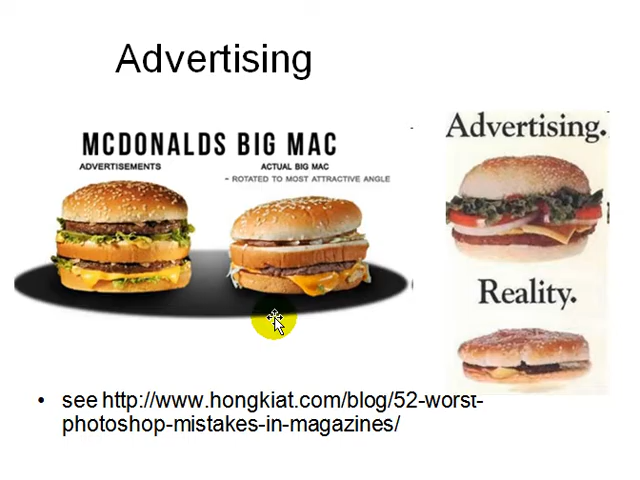 Advertising
MCDONALDS BIG MAC
ADVERTISEMENTS
ACTUAL BIG MAC
- ROTATED TO MOST ATTRACTIVE ANGLE
Advertising.
Reality.
• see http://www.hongkiat.com/blog/52-worst-
photoshop-mistakes-in-magazines/